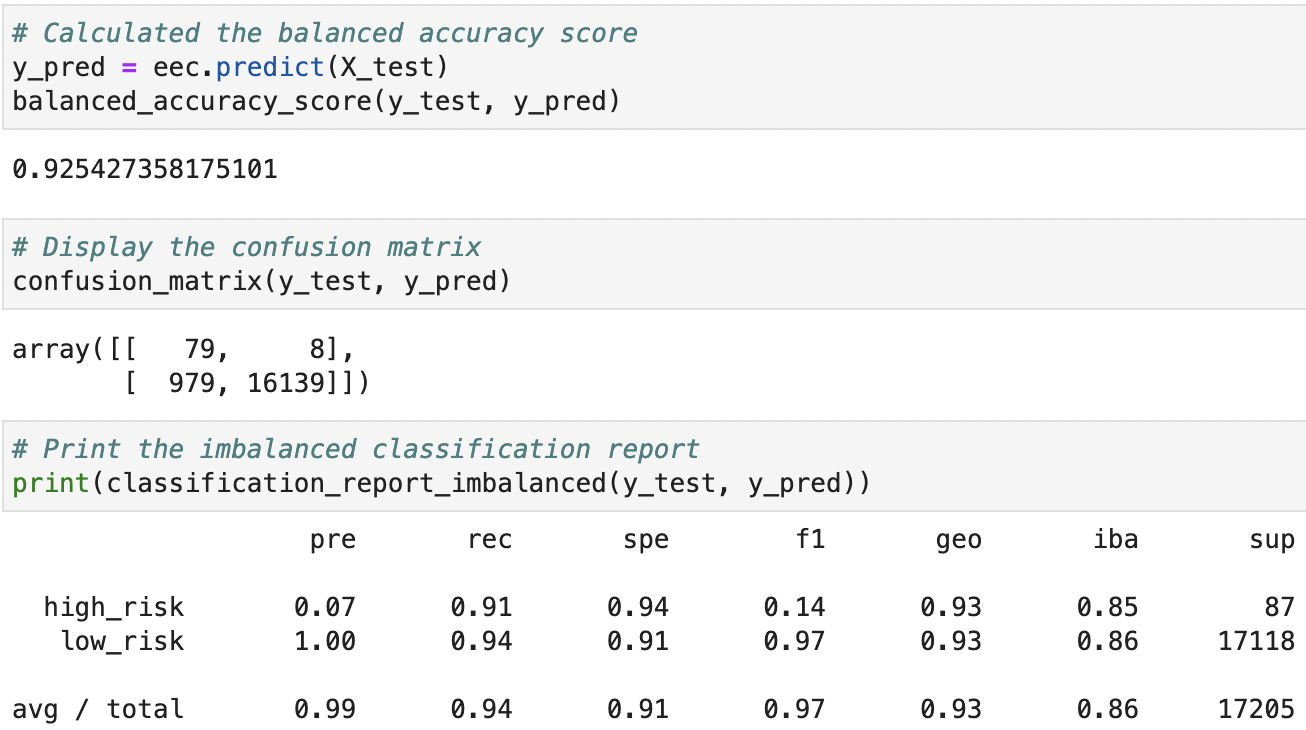 # Calculated the balanced accuracy score
y_pred = eec.predict(X_test)
balanced_accuracy_score(y_test, y_pred)
0.925427358175101
# Display the confusion matrix
confusion_matrix(y_test, y_pred)
array([[   79,     8],
       [  979, 16139]])
# Print the imbalanced classification report
print(classification_report_imbalanced(y_test, y_pred))
                   pre       rec       spe        f1       geo       iba       sup
  high_risk       0.07      0.91      0.94      0.14      0.93      0.85        87
   low_risk       1.00      0.94      0.91      0.97      0.93      0.86     17118
avg / total       0.99      0.94      0.91      0.97      0.93      0.86     17205